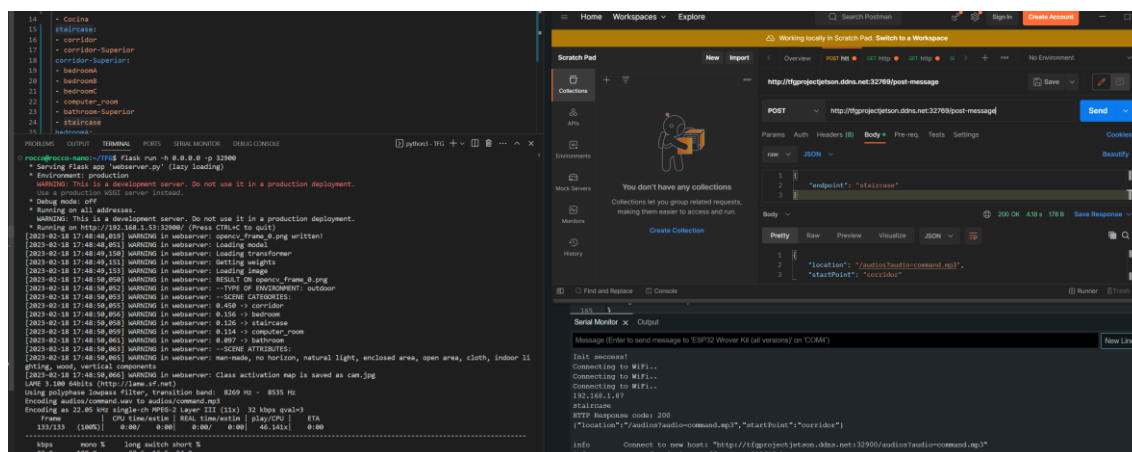 14 - Cocina
15 staircase:
16 - corridor
17 - corridor-Superior
18 corridor-Superior:
19 - bedroomA
20 - bedroomB
21 - bedroomC
22 - computer_room
23 - bathroom-Superior
24 - staircase
25 bedroomA:
PROBLEMS OUTPUT TERMINAL PORTS SERIAL MONITOR DEBUG CONSOLE python3 - TFG
rocco@rocco-nano:~/TFG$ flask run -h 0.0.0.0 -p 32900
* Serving Flask app 'webserver.py' (lazy loading)
* Environment: production
WARNING: This is a development server. Do not use it in a production deployment.
Use a production WSGI server instead.
* Debug mode: off
* Running on all addresses.
WARNING: This is a development server. Do not use it in a production deployment.
* Running on http://192.168.1.53:32900/ (Press CTRL+C to quit)
[2023-02-18 17:48:48,019] WARNING in webserver: opencv_frame_0.png written!
[2023-02-18 17:48:48,051] WARNING in webserver: Loading model
[2023-02-18 17:48:49,150] WARNING in webserver: Loading transformer
[2023-02-18 17:48:49,151] WARNING in webserver: Getting weights
[2023-02-18 17:48:49,153] WARNING in webserver: Loading image
[2023-02-18 17:48:50,050] WARNING in webserver: RESULT ON opencv_frame_0.png
[2023-02-18 17:48:50,052] WARNING in webserver: --TYPE OF ENVIRONMENT: outdoor
[2023-02-18 17:48:50,053] WARNING in webserver: --SCENE CATEGORIES:
[2023-02-18 17:48:50,055] WARNING in webserver: 0.450 -> corridor
[2023-02-18 17:48:50,056] WARNING in webserver: 0.156 -> bedroom
[2023-02-18 17:48:50,058] WARNING in webserver: 0.126 -> staircase
[2023-02-18 17:48:50,059] WARNING in webserver: 0.114 -> computer_room
[2023-02-18 17:48:50,061] WARNING in webserver: 0.097 -> bathroom
[2023-02-18 17:48:50,063] WARNING in webserver: --SCENE ATTRIBUTES:
[2023-02-18 17:48:50,065] WARNING in webserver: man-made, no horizon, natural light, enclosed area, open area, cloth, indoor li
ghting, wood, vertical components
[2023-02-18 17:48:50,066] WARNING in webserver: Class activation map is saved as cam.jpg
LAME 3.100 64bits (http://lame.sf.net)
Using polyphase lowpass filter, transition band: 8269 Hz - 8535 Hz
Encoding audios/command.wav to audios/command.mp3
Encoding as 22.05 kHz single-ch MPEG-2 Layer III (11x) 32 kbps qval=3
Frame | CPU time/estim | REAL time/estim | play/CPU | ETA
133/133 (100%)| 0:00/ 0:00| 0:00/ 0:00| 46.141x| 0:00
kbps mono % long switch short %
Home Workspaces Explore Search Postman Sign In Create Account
Working locally in Scratch Pad. Switch to a Workspace
Scratch Pad New Import Overview POST htt GET http GET http No Environment
Collections
APIs
Environments
Mock Servers
Monitors
History
You don't have any collections
Collections let you group related requests,
making them easier to access and run.
Create Collection
http://tfgprojectjetson.ddns.net:32769/post-message Save
POST http://tfgprojectjetson.ddns.net:32769/post-message Send
Params Auth Headers (8) Body Pre-req. Tests Settings Cookies
raw JSON Beautify
1 {
2 "endpoint": "staircase"
3 }
Body 200 OK 4.18 s 178 B Save Response
Pretty Raw Preview Visualize JSON
1 {
2 "location": "/audios?audio=command.mp3",
3 "startPoint": "corridor"
Find and Replace Console Runner Trash
165 }
Serial Monitor x Output
Message (Enter to send message to 'ESP32 Wrover Kit (all versions)' on 'COM4') New Line
Init seccess!
Connecting to WiFi..
Connecting to WiFi..
Connecting to WiFi..
192.168.1.87
staircase
HTTP Response code: 200
{"location":"/audios?audio=command.mp3","startPoint":"corridor"}
info Connect to new host: "http://tfgprojectjetson.ddns.net:32900/audios?audio=command.mp3"